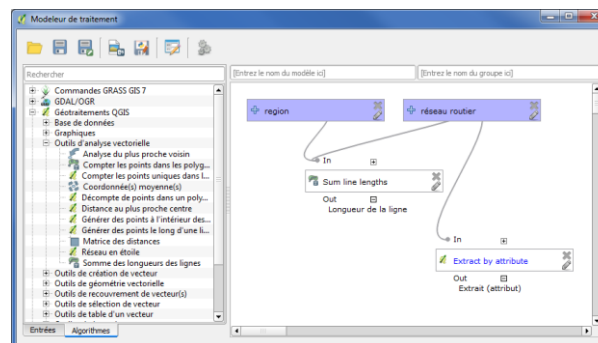 Modeleur de traitement
Rechercher
[Entrez le nom du modèle ici]
[Entrez le nom du groupe ici]
Commandes GRASS GIS 7
GDAL/OGR
Géotraitements QGIS
Base de données
Graphiques
Outils d'analyse vectorielle
Analyse du plus proche voisin
Compter les points dans les polyg...
Compter les points uniques dans l...
Coordonnée(s) moyenne(s)
Décompte de points dans un poly...
Distance au plus proche centre
Générer des points à l'intérieur des...
Générer des points le long d'une li...
Matrice des distances
Réseau en étoile
Somme des longueurs des lignes
Outils de création de vecteur
Outils de géométrie vectorielle
Outils de recouvrement de vecteur(s)
Outils de sélection de vecteur
Outils de table d'un vecteur
Entrées
Algorithmes
region
réseau routier
In
Sum line lengths
Out
Longueur de la ligne
In
Extract by attribute
Out
Extrait (attribut)